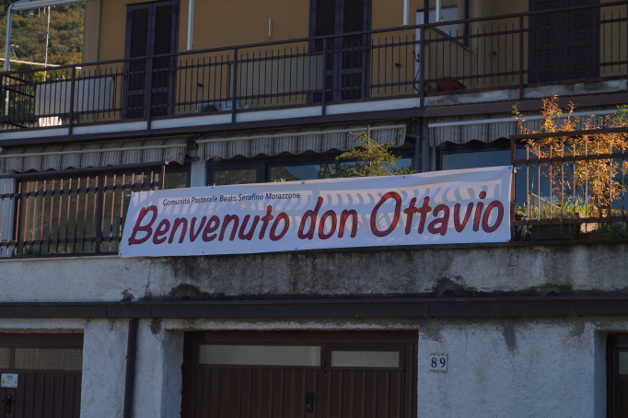 Comunità Pastorale Beato Serafino Morazzone
Benvenuto don Ottavio
89